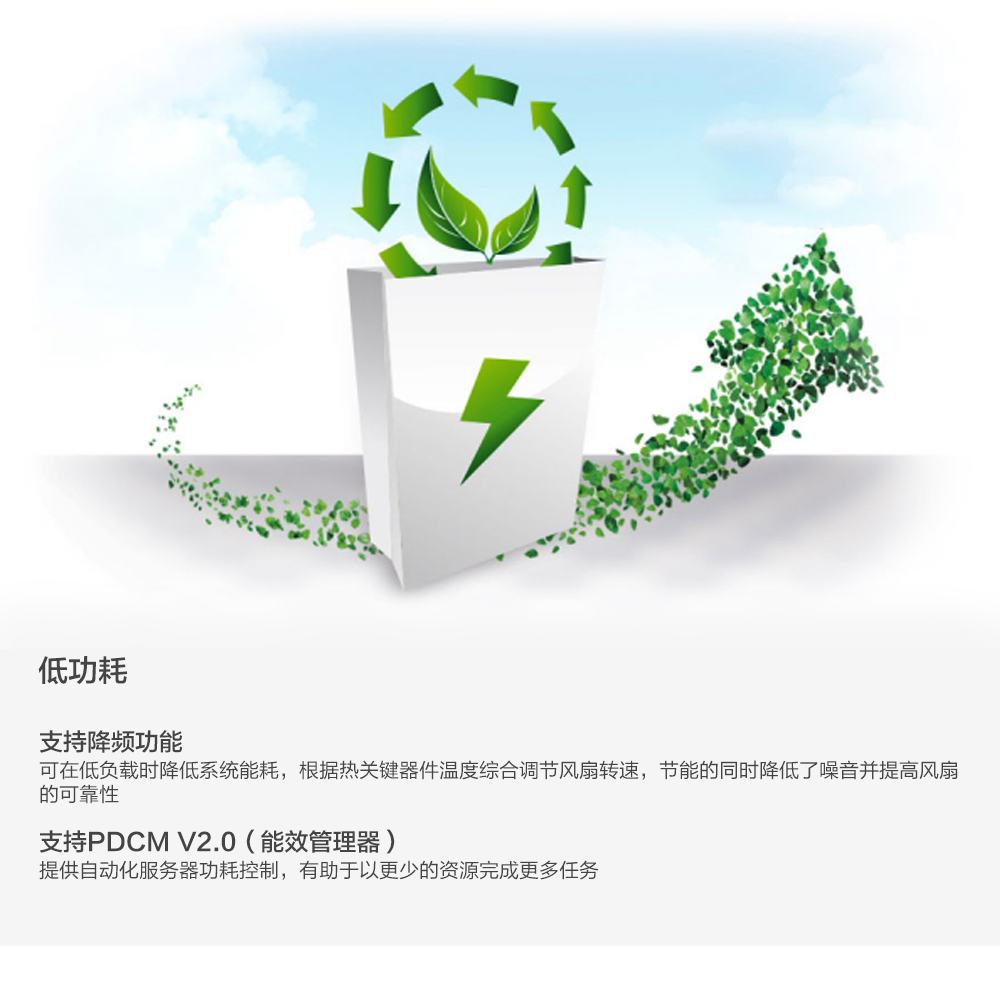 低功耗
支持降频功能
可在低负载时降低系统能耗，根据热关键器件温度综合调节风扇转速，节能的同时降低了噪音并提高风扇
的可靠性
支持PDCM V2.0（能效管理器）
提供自动化服务器功耗控制，有助于以更少的资源完成更多任务